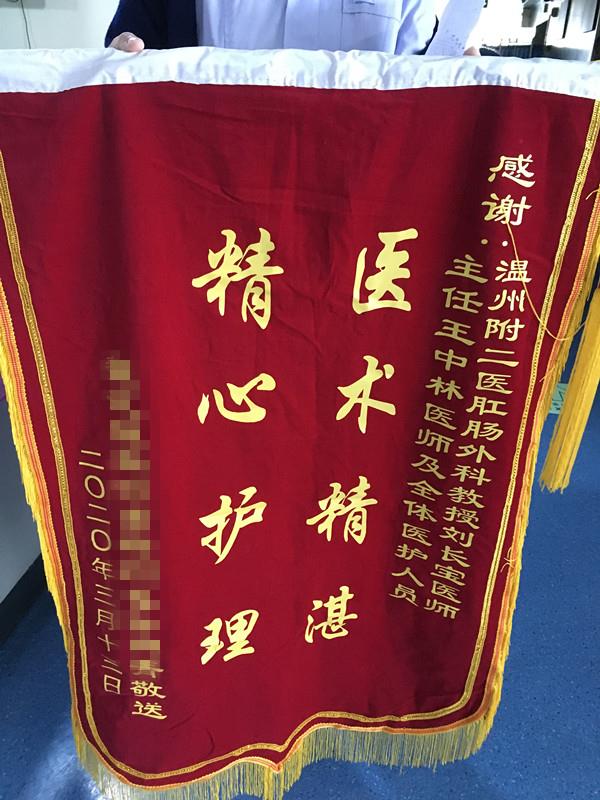 感谢：温州附二医肛肠外科教授刘长宝医师
主任王中林医师及全体医护人员
医术精湛
精心护理
敬送
二〇二〇年三月十三日